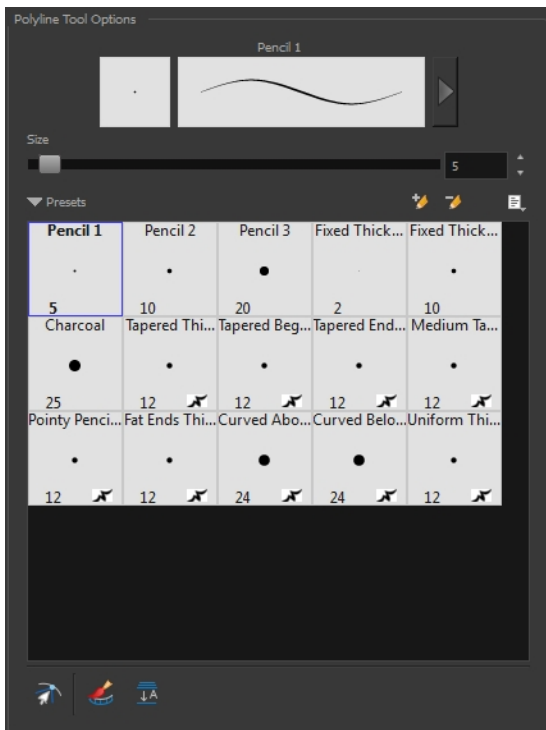 Polyline Tool Options
Pencil 1
Size
5
Presets
Pencil 1 Pencil 2 Pencil 3 Fixed Thick... Fixed Thick...
5 10 20 2 10
Charcoal Tapered Thi... Tapered Beg... Tapered End... Medium Ta...
25 12 12 12 12
Pointy Penci... Fat Ends Thi... Curved Abo... Curved Belo... Uniform Thi...
12 12 24 24 12
A